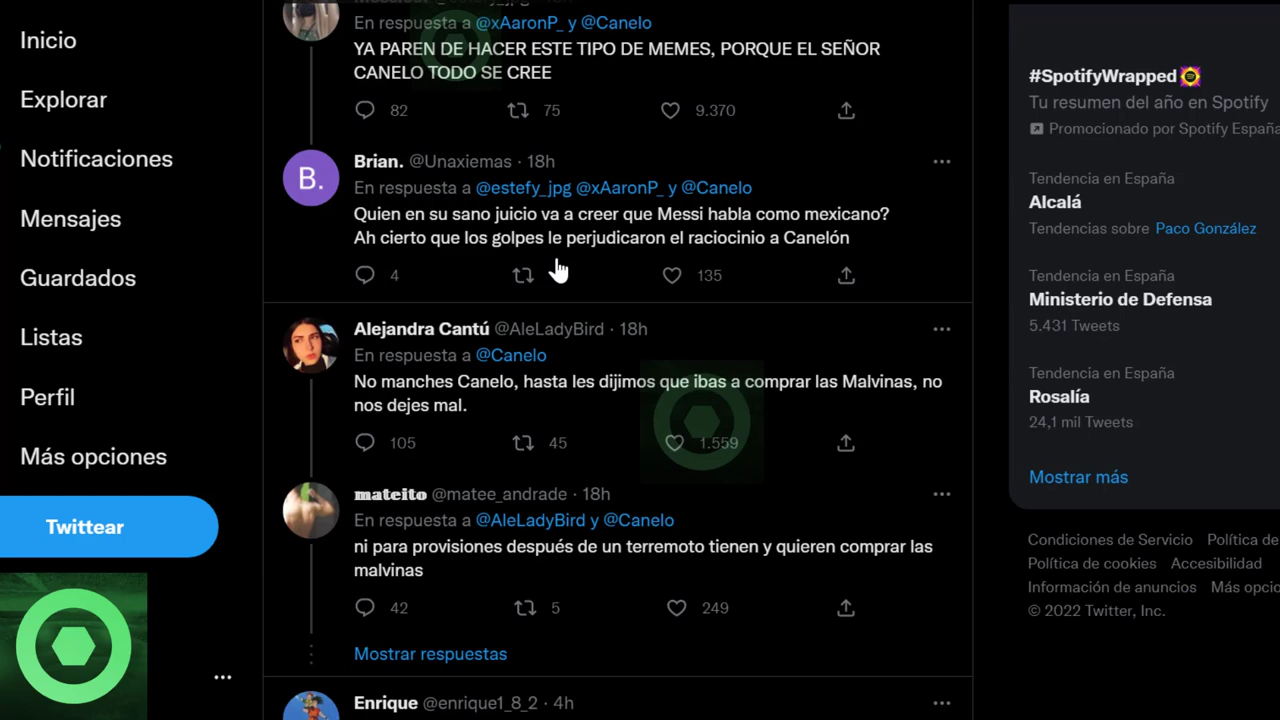 Inicio
Explorar
Notificaciones
Mensajes
Guardados
Listas
Perfil
Más opciones
Twittear
En respuesta a @xAaronP_ y @Canelo
YA PAREN DE HACER ESTE TIPO DE MEMES, PORQUE EL SEÑOR
CANELO TODO SE CREE
82 75 9.370
B.
Brian. @Unaxiemas · 18h
En respuesta a @estefy_jpg @xAaronP_ y @Canelo
Quien en su sano juicio va a creer que Messi habla como mexicano?
Ah cierto que los golpes le perjudicaron el raciocinio a Canelón
4 135
Alejandra Cantú @AleLadyBird · 18h
En respuesta a @Canelo
No manches Canelo, hasta les dijimos que ibas a comprar las Malvinas, no
nos dejes mal.
105 45 1.559
mateito @matee_andrade · 18h
En respuesta a @AleLadyBird y @Canelo
ni para provisiones después de un terremoto tienen y quieren comprar las
malvinas
42 5 249
Mostrar respuestas
Enrique @enrique1_8_2 · 4h
#SpotifyWrapped
Tu resumen del año en Spotify
Promocionado por Spotify España
Tendencia en España
Alcalá
Tendencias sobre Paco González
Tendencia en España
Ministerio de Defensa
5.431 Tweets
Tendencia en España
Rosalía
24,1 mil Tweets
Mostrar más
Condiciones de Servicio Política de
Política de cookies Accesibilidad
Información de anuncios Más opcio
© 2022 Twitter, Inc.